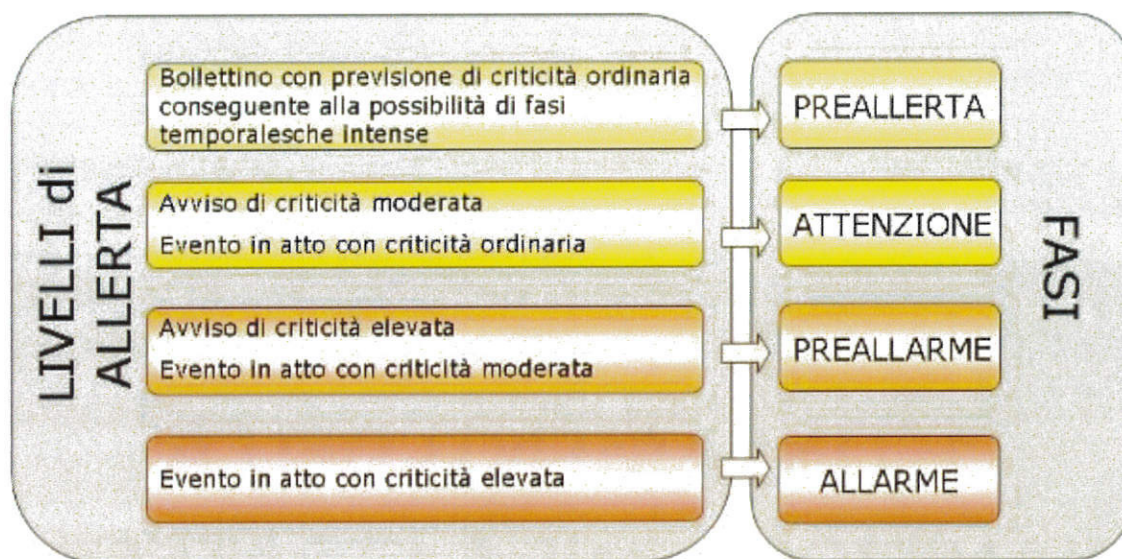 LIVELLI di
ALLERTA
Bollettino con previsione di criticità ordinaria
conseguente alla possibilità di fasi
temporalesche intense
PREALLERTA
Avviso di criticità moderata
Evento in atto con criticità ordinaria
ATTENZIONE
Avviso di criticità elevata
Evento in atto con criticità moderata
PREALLARME
Evento in atto con criticità elevata
ALLARME
FASI